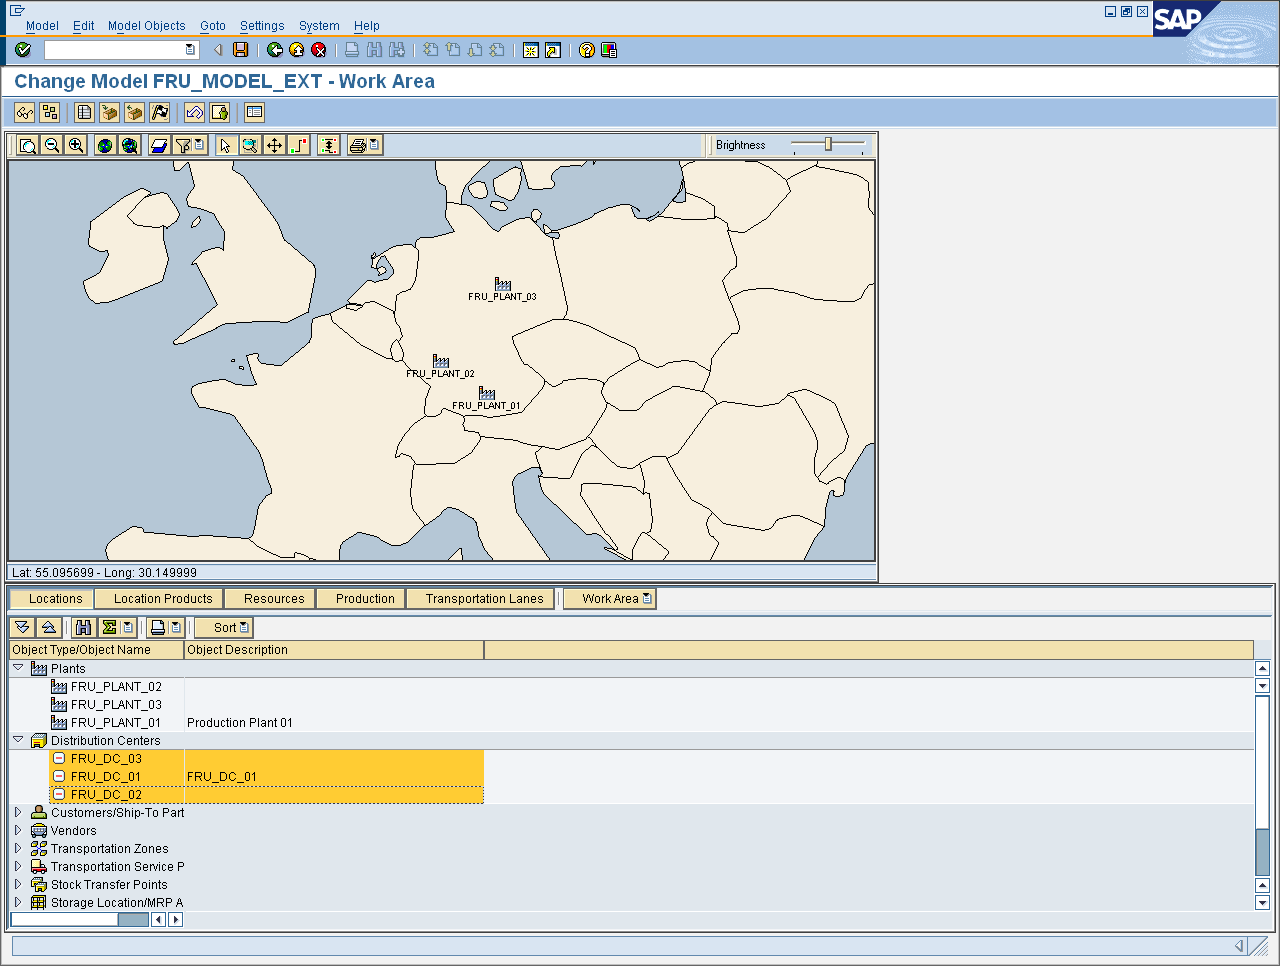 Model Edit Model Objects Goto Settings System Help
SAP
Change Model FRU_MODEL_EXT - Work Area
Brightness
FRU_PLANT_03
FRU_PLANT_02
FRU_PLANT_01
Lat: 55.095699 - Long: 30.149999
Locations Location Products Resources Production Transportation Lanes Work Area
Sort
Object Type/Object Name Object Description
Plants
FRU_PLANT_02
FRU_PLANT_03
FRU_PLANT_01 Production Plant 01
Distribution Centers
FRU_DC_03
FRU_DC_01 FRU_DC_01
FRU_DC_02
Customers/Ship-To Part
Vendors
Transportation Zones
Transportation Service P
Stock Transfer Points
Storage Location/MRP A